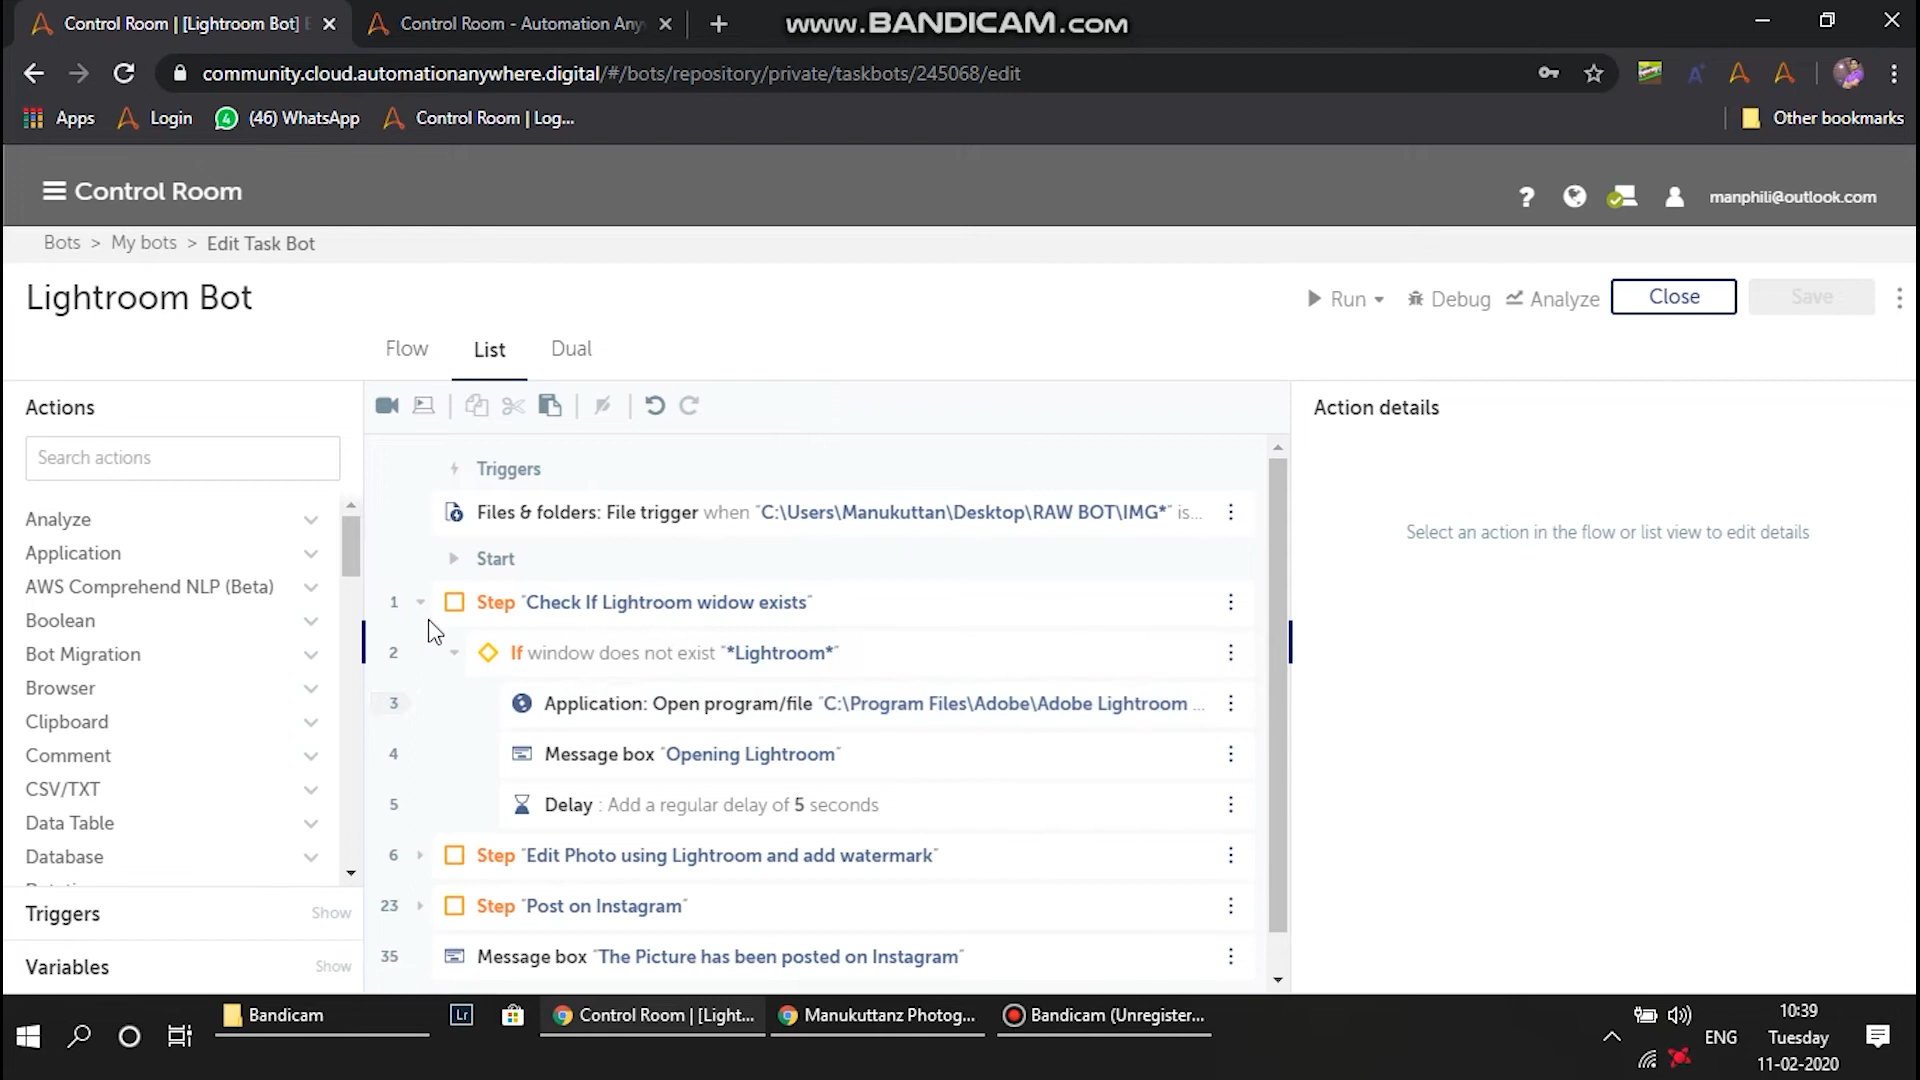 Control Room | [Lightroom Bot] E
Control Room - Automation Any
www.BANDICAM.com
community.cloud.automationanywhere.digital/#/bots/repository/private/taskbots/245068/edit
Apps
Login
(46) WhatsApp
Control Room | Log...
Other bookmarks
Control Room
manphili@outlook.com
Bots > My bots > Edit Task Bot
Lightroom Bot
Run
Debug
Analyze
Close
Save
Flow
List
Dual
Actions
Search actions
Analyze
Application
AWS Comprehend NLP (Beta)
Boolean
Bot Migration
Browser
Clipboard
Comment
CSV/TXT
Data Table
Database
Triggers Show
Variables Show
Triggers
Files & folders: File trigger when "C:\Users\Manukuttan\Desktop\RAW BOT\IMG*" is...
Start
1 Step "Check If Lightroom widow exists"
2 If window does not exist "*Lightroom*"
3 Application: Open program/file "C:\Program Files\Adobe\Adobe Lightroom ...
4 Message box "Opening Lightroom"
5 Delay : Add a regular delay of 5 seconds
6 Step "Edit Photo using Lightroom and add watermark"
23 Step "Post on Instagram"
35 Message box "The Picture has been posted on Instagram"
Action details
Select an action in the flow or list view to edit details
Bandicam
Lr
Control Room | [Light...
Manukuttanz Photog...
Bandicam (Unregister...
ENG
10:39
Tuesday
11-02-2020